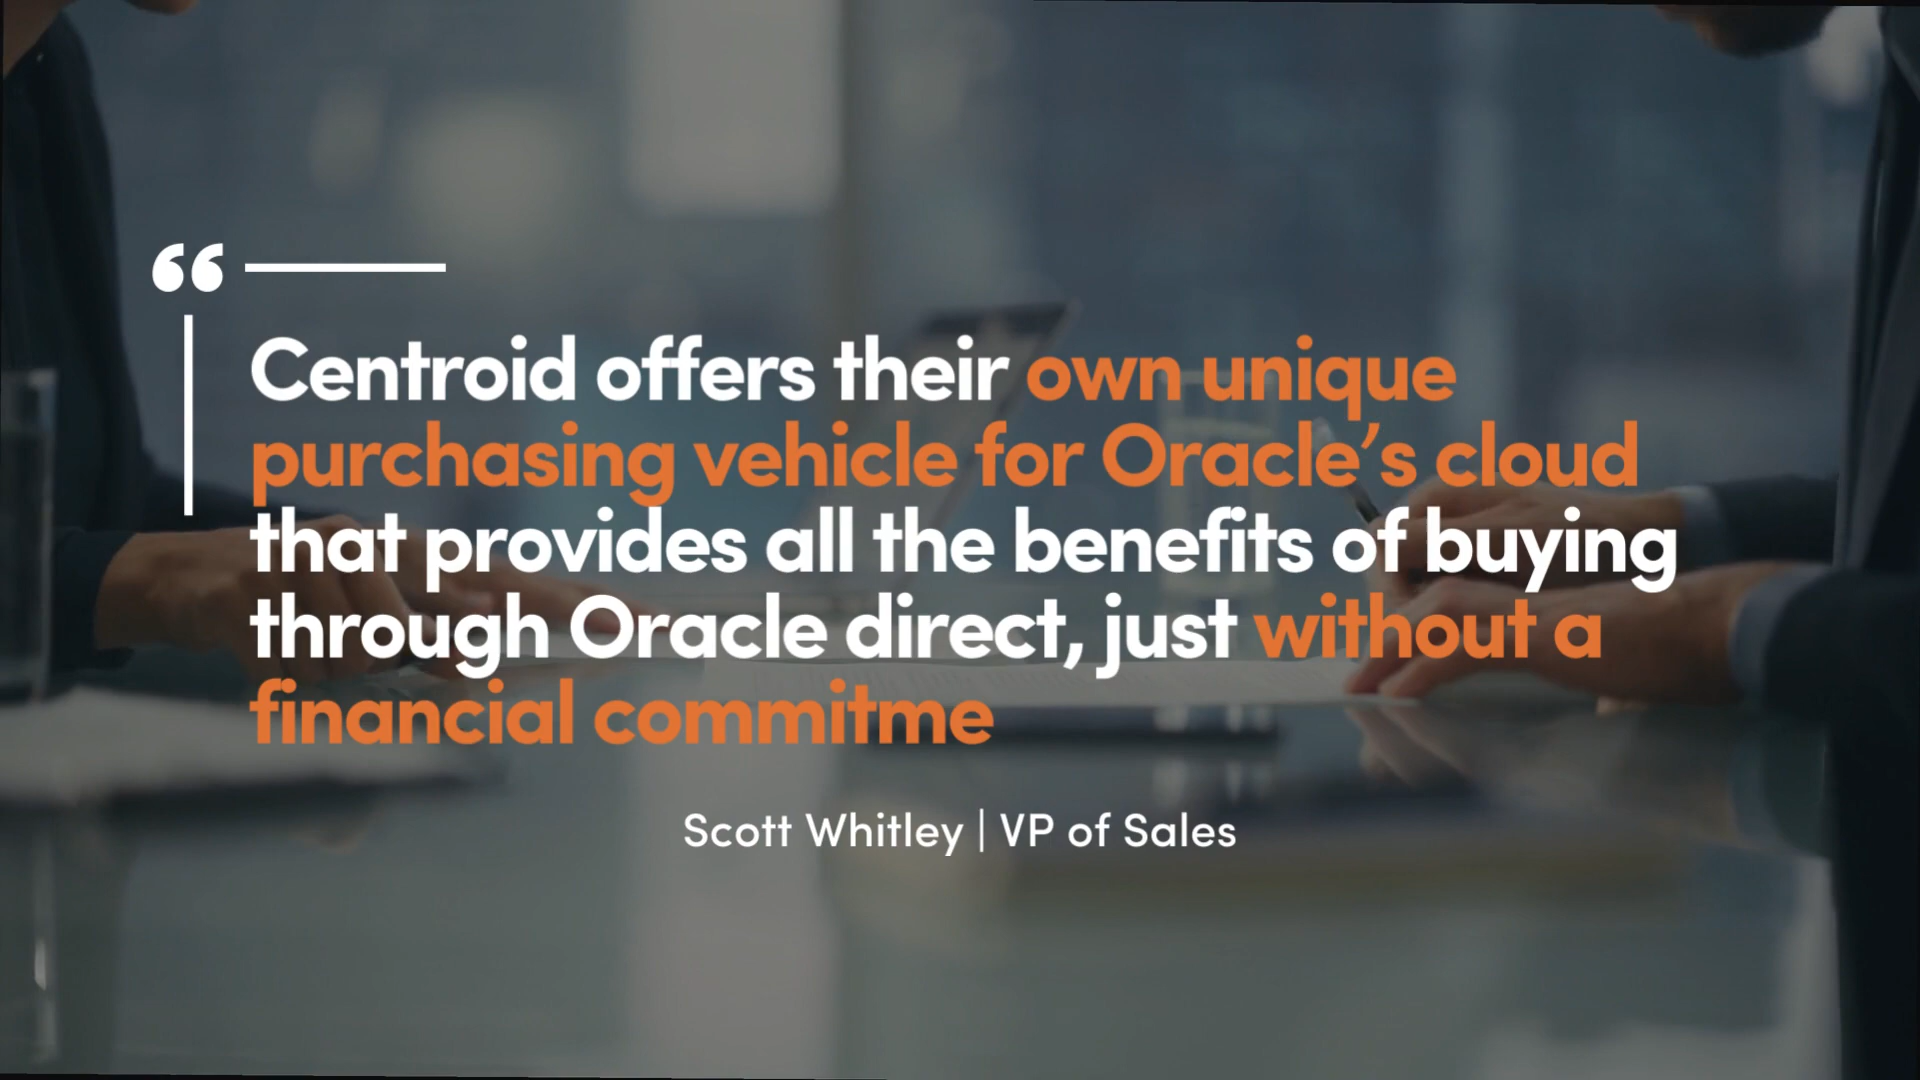 “
Centroid offers their own unique
purchasing vehicle for Oracle’s cloud
that provides all the benefits of buying
through Oracle direct, just without a
financial commitme
Scott Whitley | VP of Sales